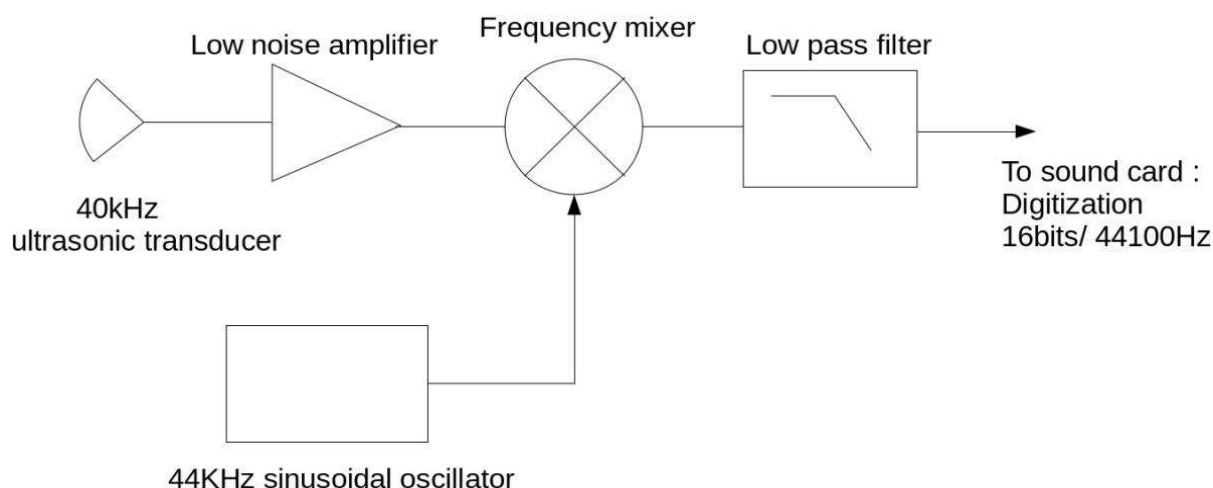 Low noise amplifier
Frequency mixer
Low pass filter
40kHz
ultrasonic transducer
To sound card :
Digitization
16bits/ 44100Hz
44KHz sinusoidal oscillator